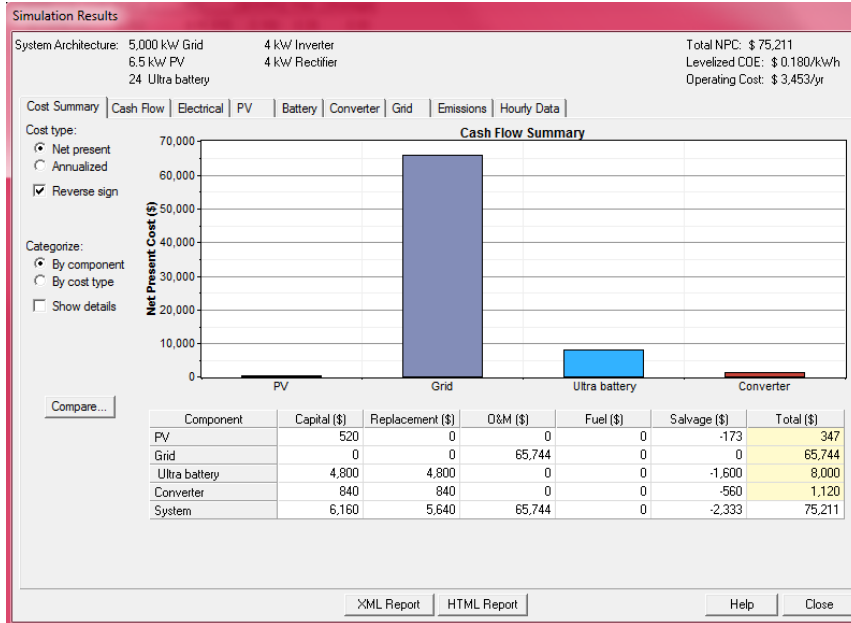 Simulation Results
System Architecture: 5,000 kW Grid 4 kW Inverter Total NPC: $ 75,211
6.5 kW PV 4 kW Rectifier Levelized COE: $ 0.180/kWh
24 Ultra battery Operating Cost: $ 3,453/yr
Cost Summary Cash Flow Electrical PV Battery Converter Grid Emissions Hourly Data
Cost type:
Net present
Annualized
Reverse sign
Categorize:
By component
By cost type
Show details
Compare...
Cash Flow Summary
Net Present Cost ($)
70,000
60,000
50,000
40,000
30,000
20,000
10,000
0
PV Grid Ultra battery Converter
Component Capital ($) Replacement ($) O&M ($) Fuel ($) Salvage ($) Total ($)
PV 520 0 0 0 -173 347
Grid 0 0 65,744 0 0 65,744
Ultra battery 4,800 4,800 0 0 -1,600 8,000
Converter 840 840 0 0 -560 1,120
System 6,160 5,640 65,744 0 -2,333 75,211
XML Report HTML Report Help Close